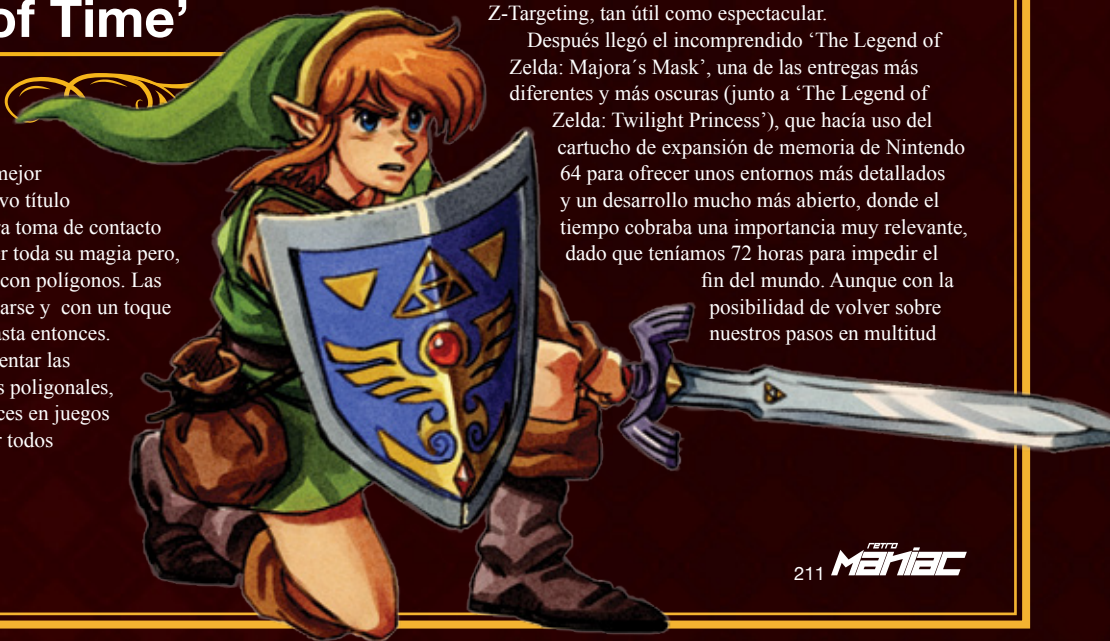 of Time’
mejor
vo título
a toma de contacto
r toda su magia pero,
con polígonos. Las
arse y con un toque
asta entonces.
entar las
s poligonales,
ces en juegos
r todos
Z-Targeting, tan útil como espectacular.
Después llegó el incomprendido ‘The Legend of
Zelda: Majora´s Mask’, una de las entregas más
diferentes y más oscuras (junto a ‘The Legend of
Zelda: Twilight Princess’), que hacía uso del
cartucho de expansión de memoria de Nintendo
64 para ofrecer unos entornos más detallados
y un desarrollo mucho más abierto, donde el
tiempo cobraba una importancia muy relevante,
dado que teníamos 72 horas para impedir el
fin del mundo. Aunque con la
posibilidad de volver sobre
nuestros pasos en multitud
211 retro Maniac